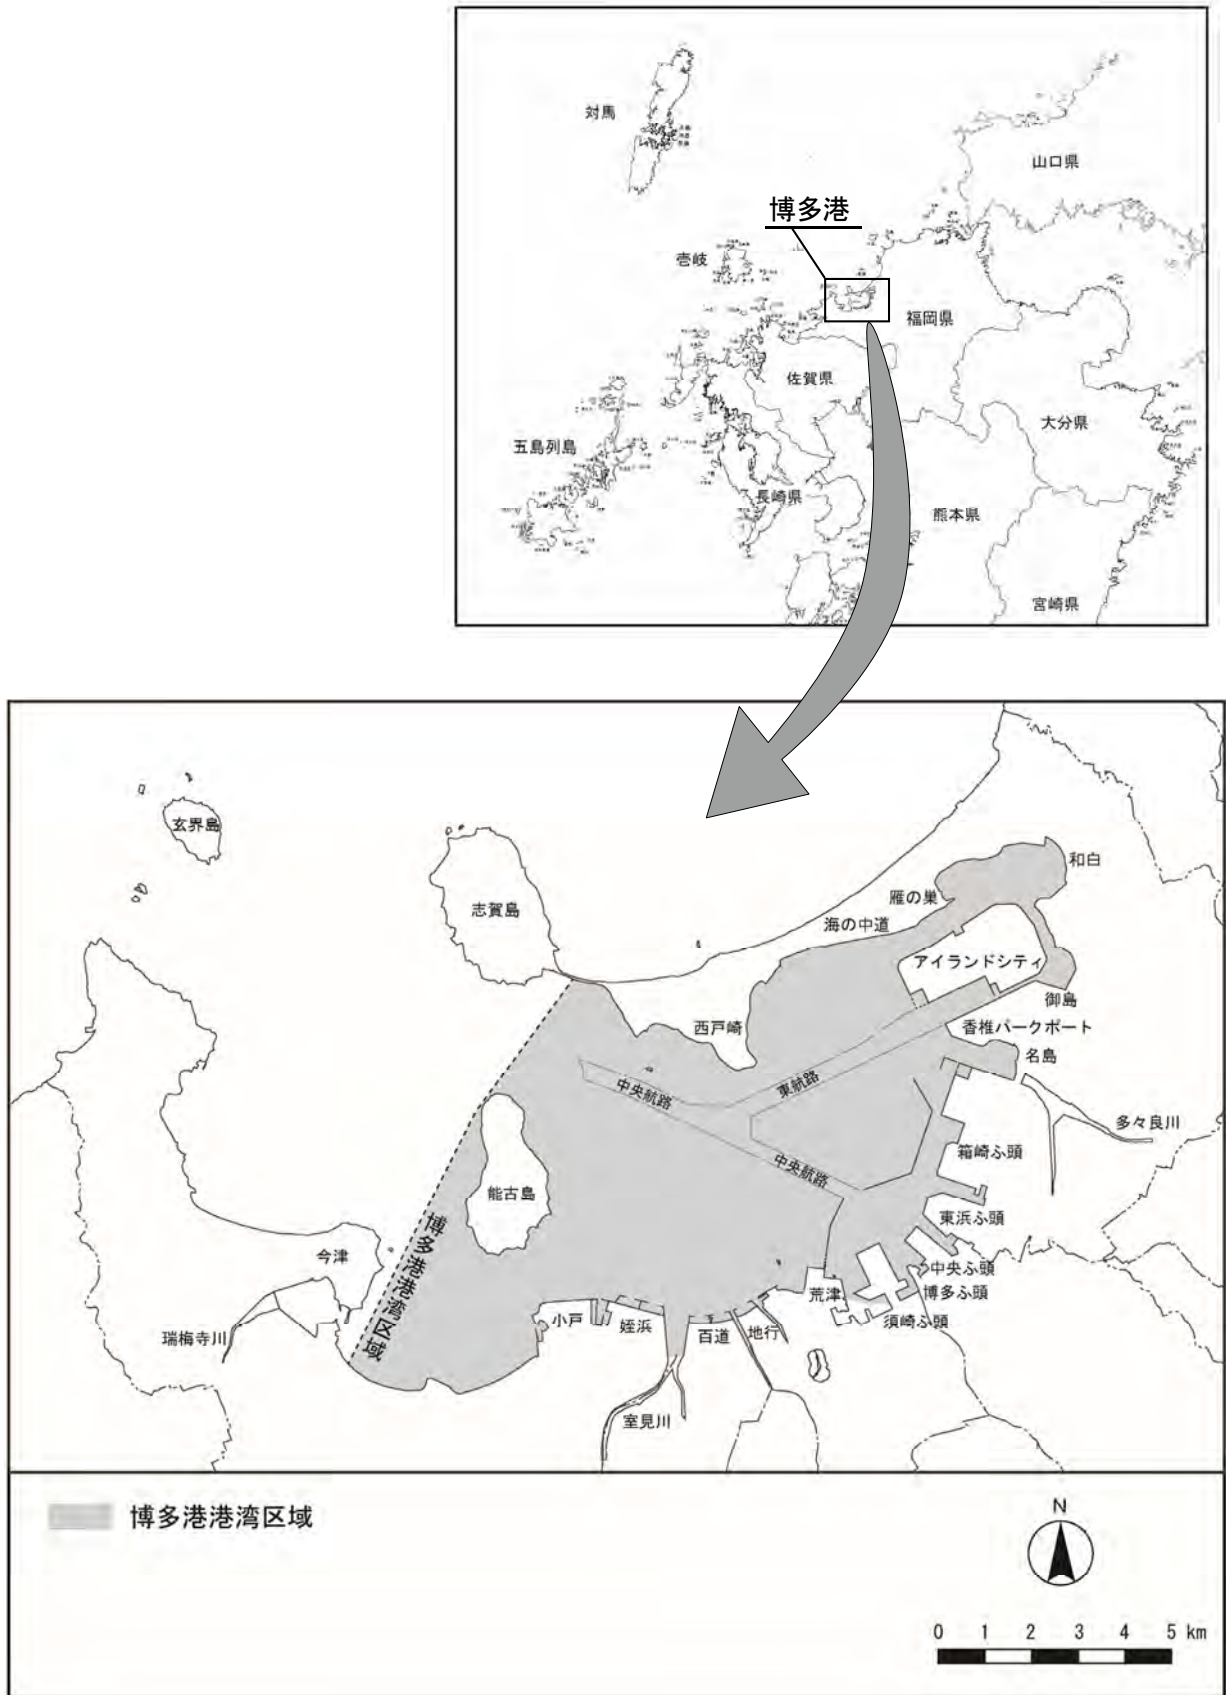 対馬
山口県
博多港
壱岐
福岡県
佐賀県
大分県
五島列島
長崎県
熊本県
宮崎県
玄界島
和白
雁の巣
志賀島
海の中道
アイランドシティ
御島
西戸崎
香椎パークポート
名島
東航路
中央航路
多々良川
箱崎ふ頭
中央航路
能古島
東浜ふ頭
博多港港湾区域
今津
中央ふ頭
荒津
博多ふ頭
小戸
姪浜
須崎ふ頭
瑞梅寺川
百道
地行
室見川
博多港港湾区域
N
0 1 2 3 4 5 km